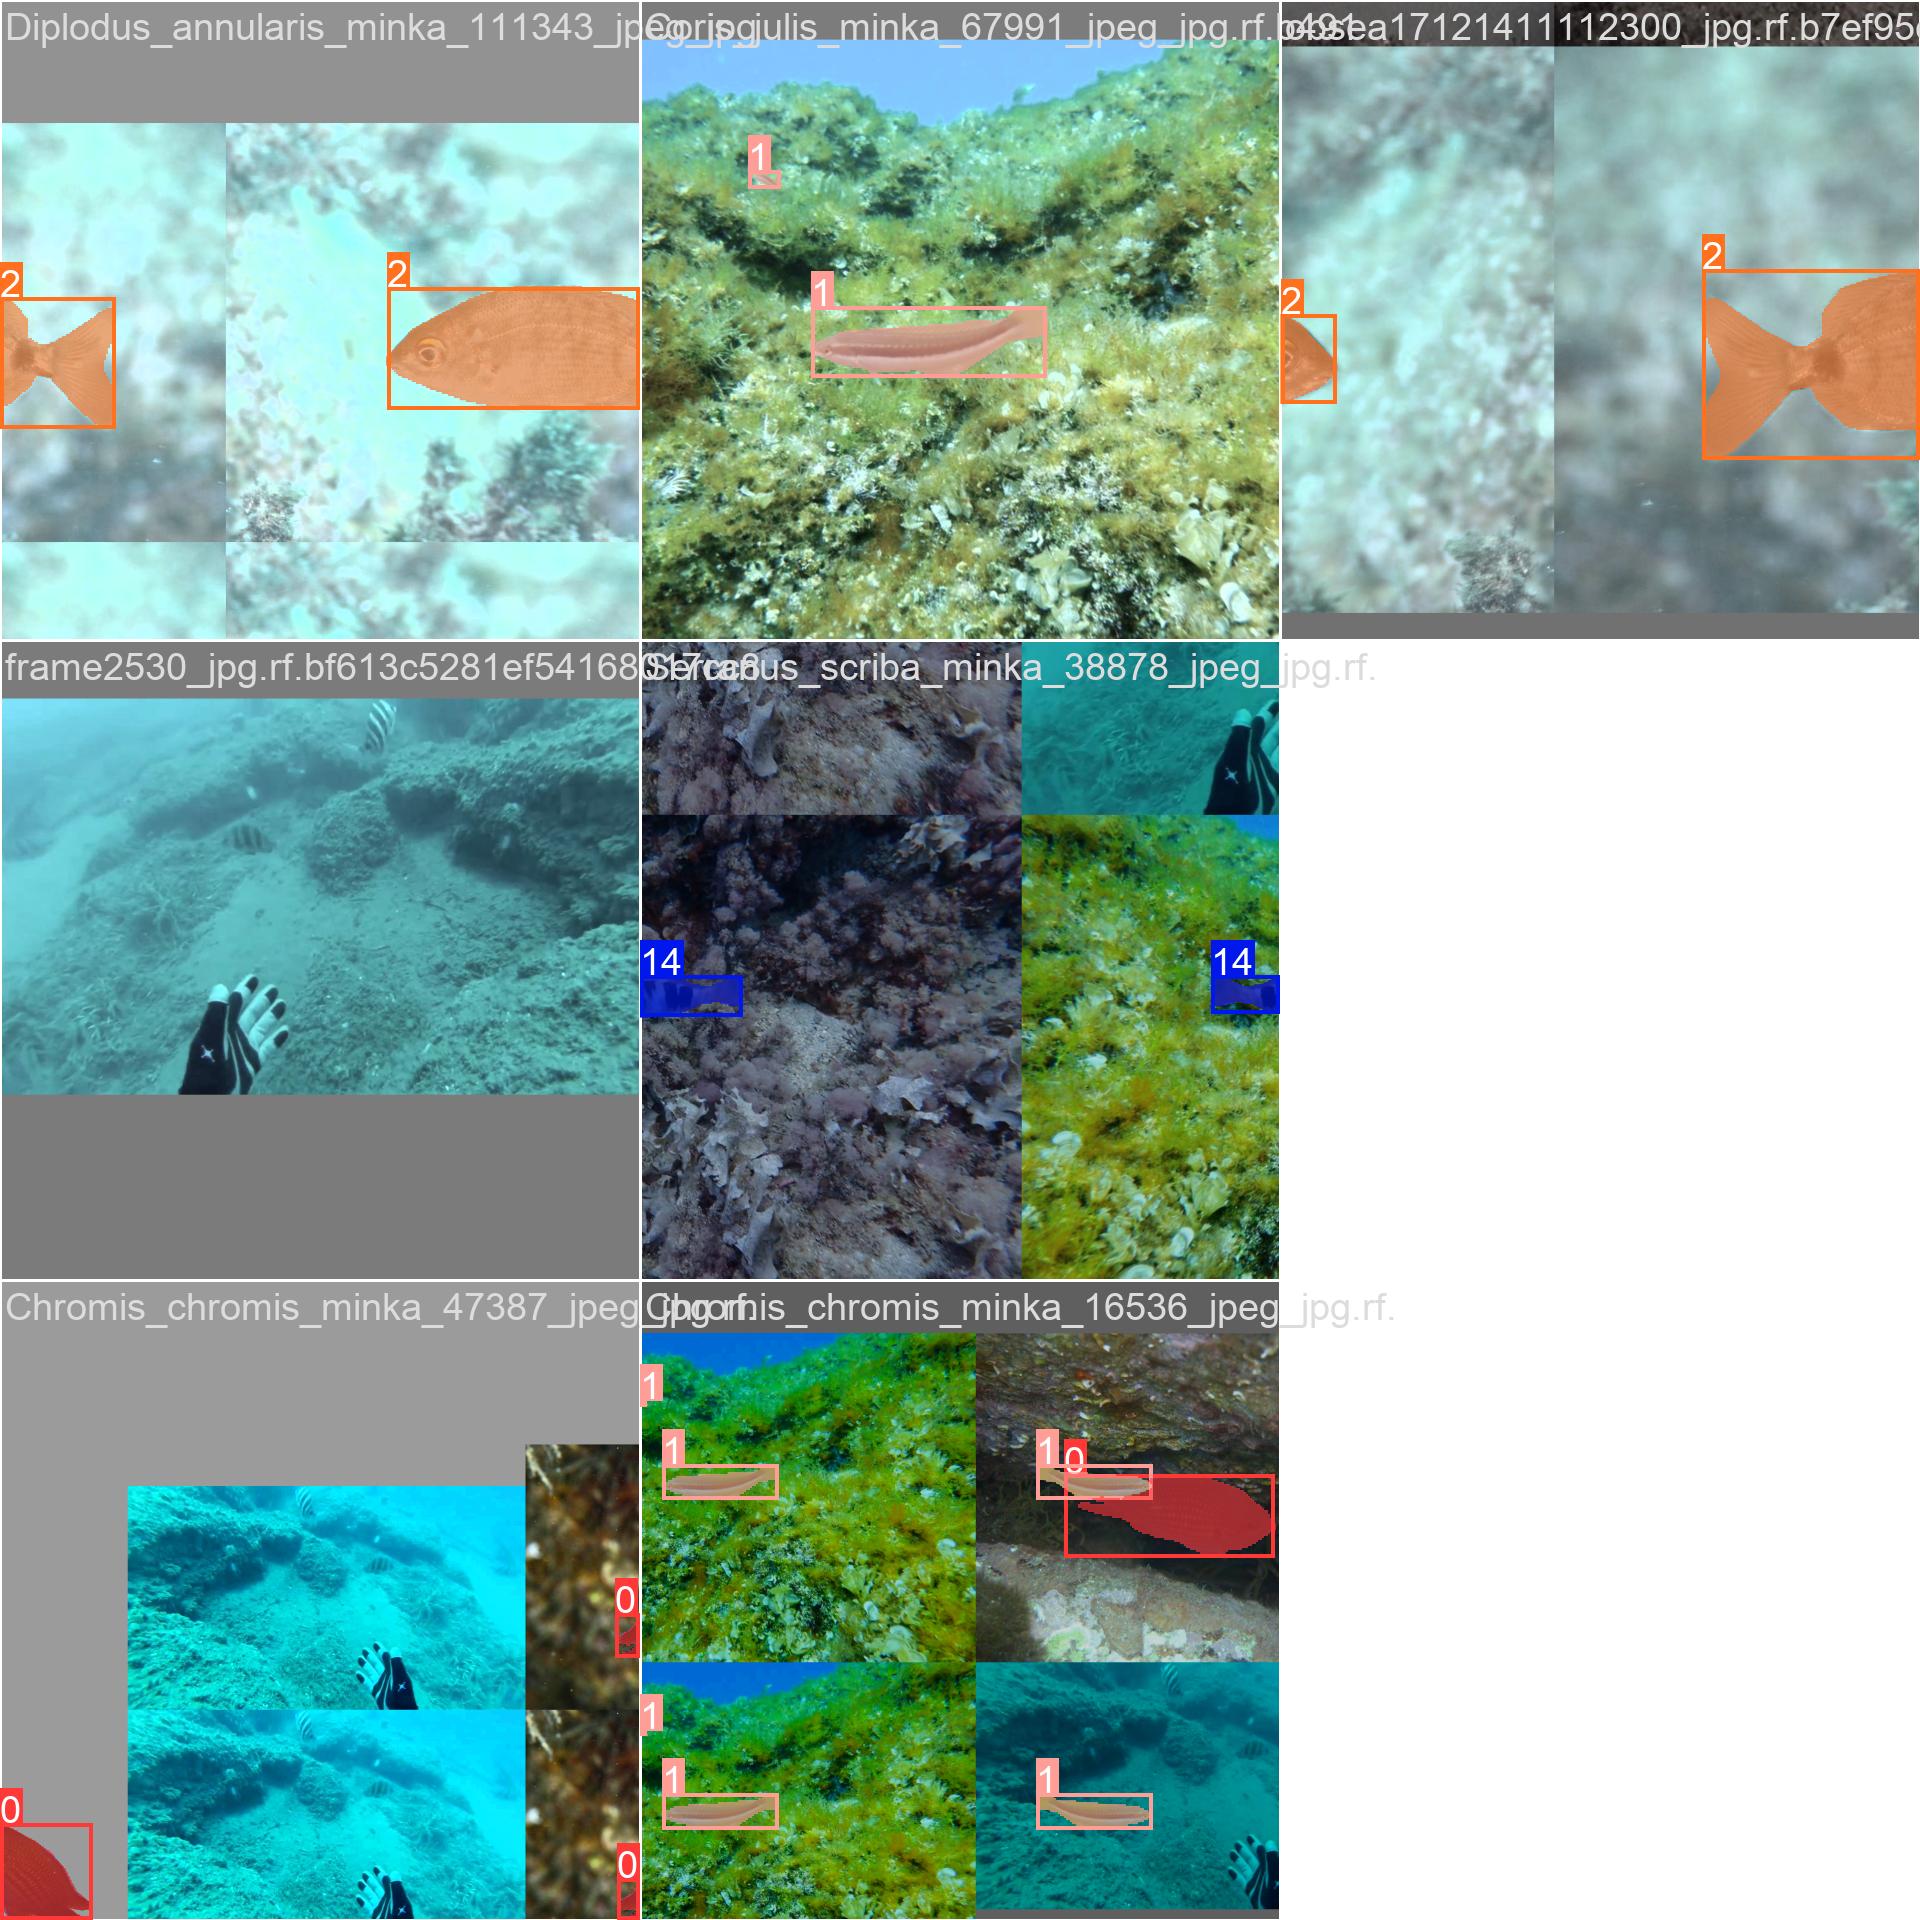 Diplodus_annularis_minka_111343_jpeg_jpg
Coris_julis_minka_67991_jpeg_jpg.rf.
17121411112300_jpg.rf.b7ef95
1
2
2
1
2
2
frame2530_jpg.rf.bf613c5281ef54168
Serranus_scriba_minka_38878_jpeg_jpg.rf.
14
14
Chromis_chromis_minka_47387_jpeg_jpg.rf.
Chromis_chromis_minka_16536_jpeg_jpg.rf.
1
1
1
0
0
1
1
1
0
0